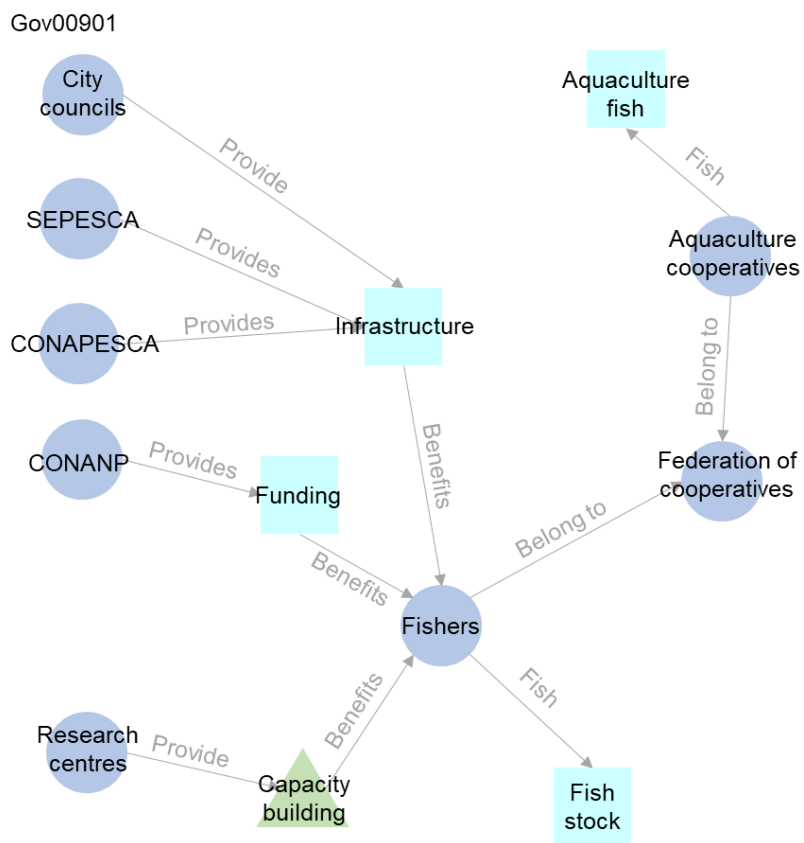 Gov00901
City
councils
Aquaculture
fish
Provide
Fish
SEPESCA
Provides
Aquaculture
cooperatives
CONAPESCA
Provides
Infrastructure
Belong to
CONANP
Provides
Funding
Benefits
Federation of
cooperatives
Belong to
Benefits
Fishers
Research
centres
Provide
Benefits
Fish
Capacity
building
Fish
stock